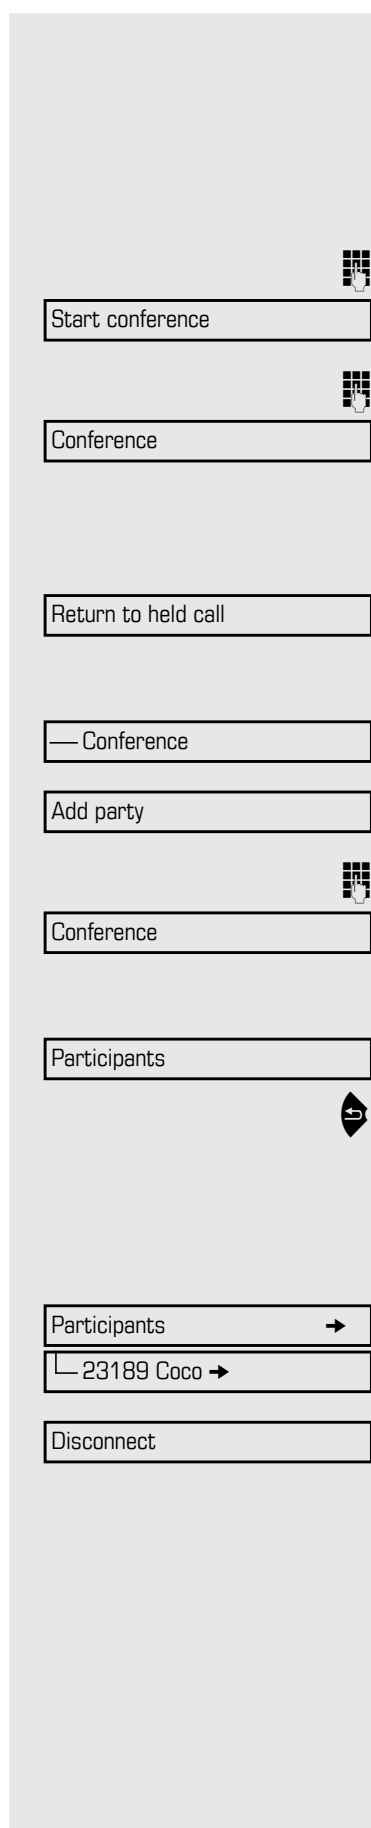 Start conference
Conference
Return to held call
— Conference
Add party
Conference
Participants
Participants →
23189 Coco →
Disconnect